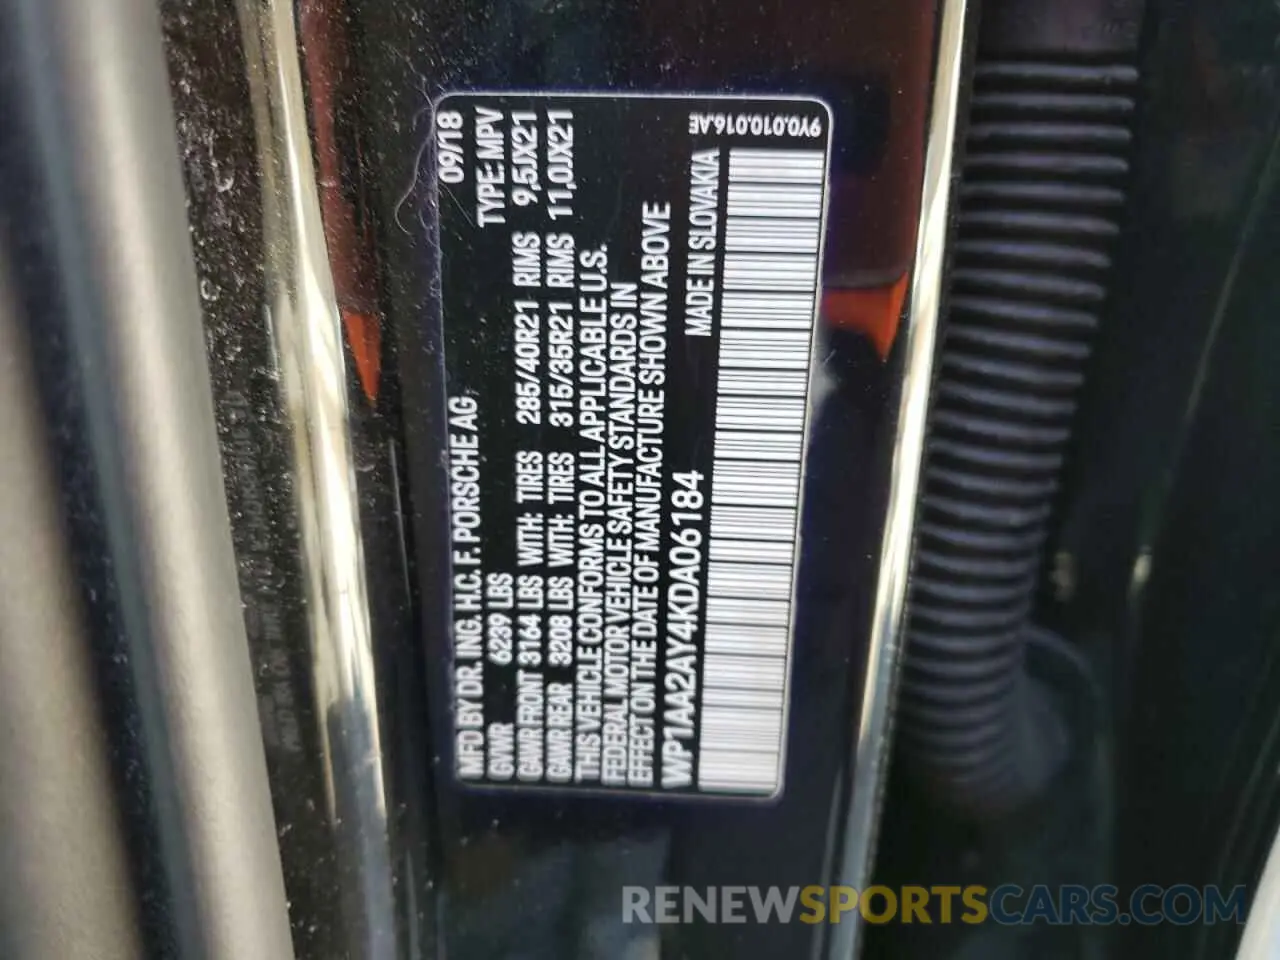 MFD BY DR. ING. H.C. F. PORSCHE AG 09/18
GVWR 6239 LBS TYPE: MPV
GAWR FRONT 3164 LBS WITH: TIRES 285/40R21 RIMS 9,5JX21
GAWR REAR 3208 LBS WITH: TIRES 315/35R21 RIMS 11,0JX21
THIS VEHICLE CONFORMS TO ALL APPLICABLE U.S.
FEDERAL MOTOR VEHICLE SAFETY STANDARDS IN
EFFECT ON THE DATE OF MANUFACTURE SHOWN ABOVE
WP1AA2AY4KDA06184 MADE IN SLOVAKIA
9Y0.010.016.AE
RENEWSPORTSCARS.COM